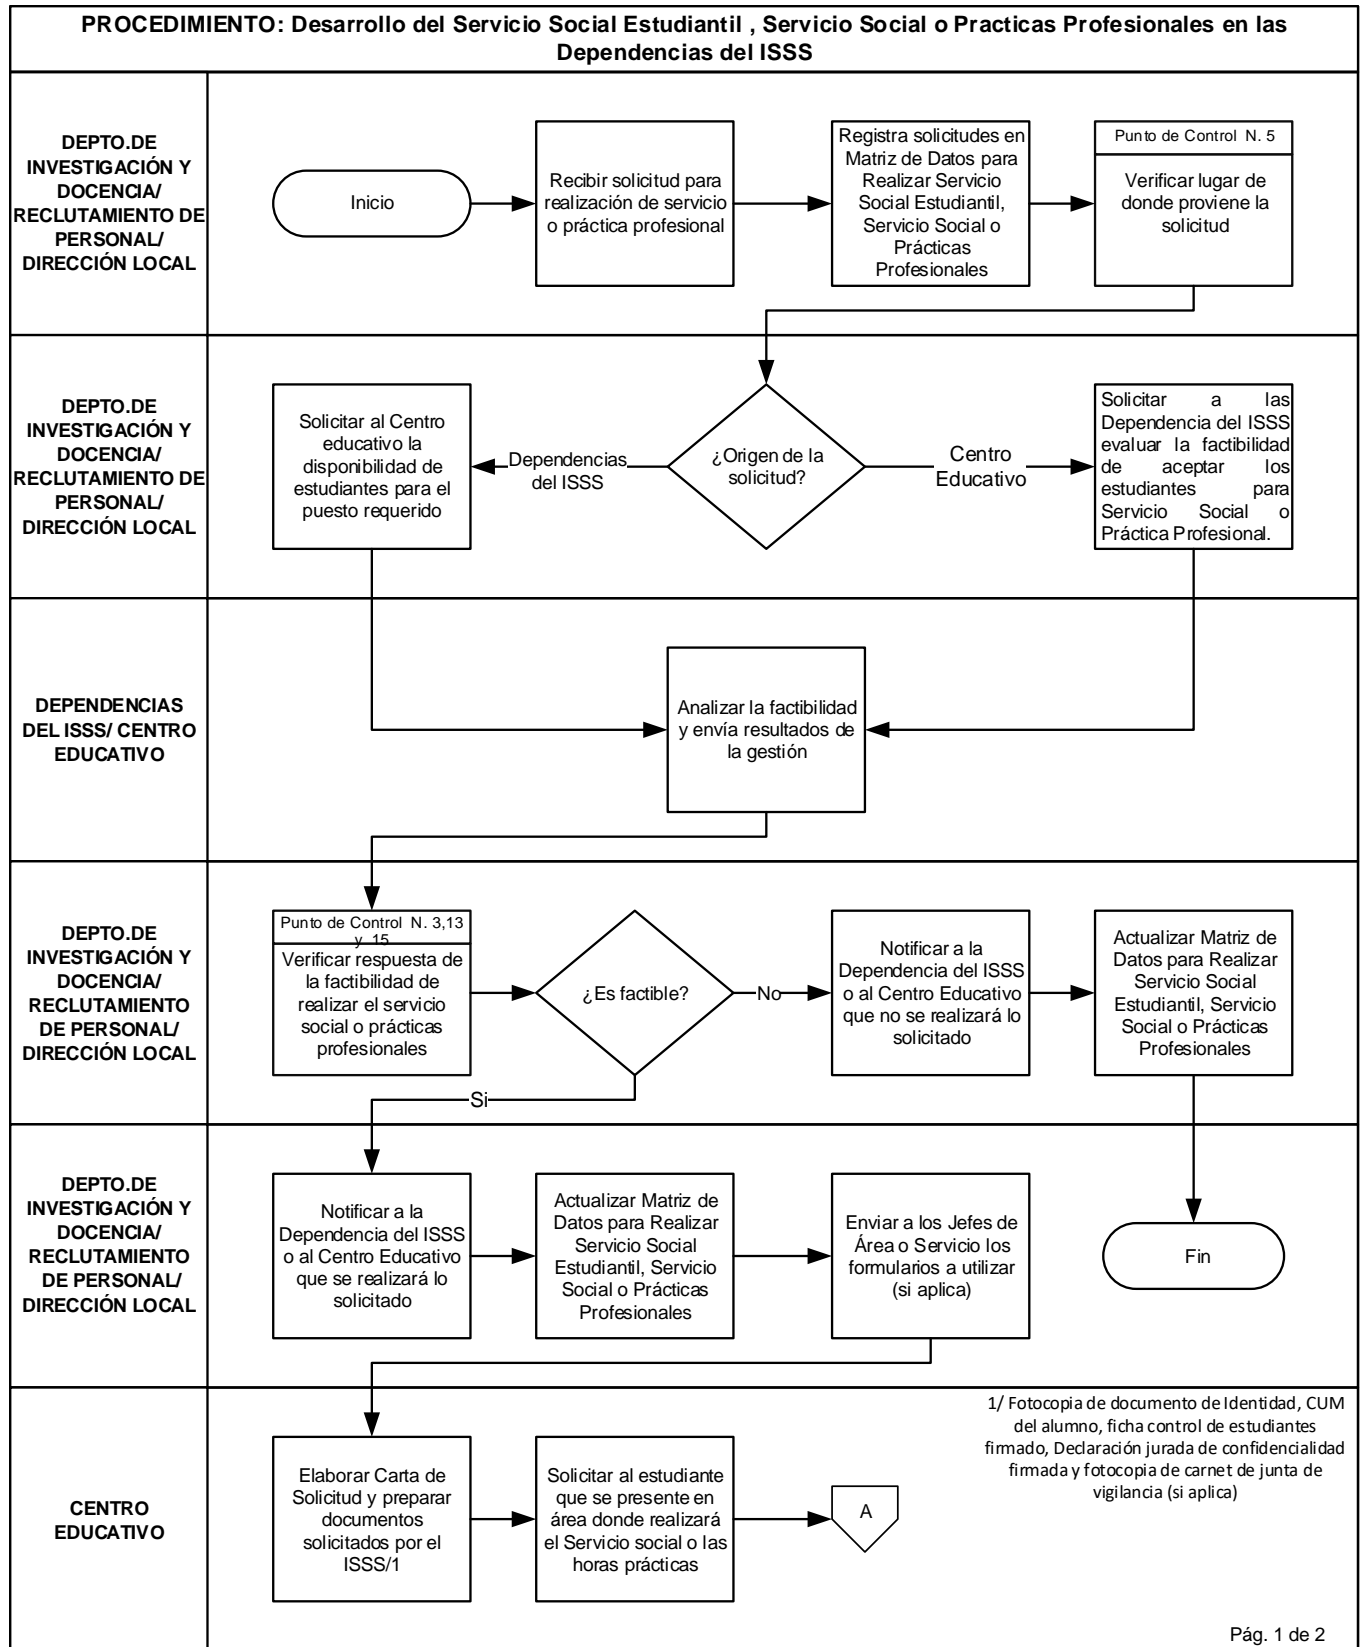 PROCEDIMIENTO: Desarrollo del Servicio Social Estudiantil , Servicio Social o Practicas Profesionales en las
Dependencias del ISSS
DEPTO.DE
INVESTIGACIÓN Y
DOCENCIA/
RECLUTAMIENTO DE
PERSONAL/
DIRECCIÓN LOCAL
Inicio
Recibir solicitud para
realización de servicio
o práctica profesional
Registra solicitudes en
Matriz de Datos para
Realizar Servicio
Social Estudiantil,
Servicio Social o
Prácticas
Profesionales
Punto de Control N. 5
Verificar lugar de
donde proviene la
solicitud
DEPTO.DE
INVESTIGACIÓN Y
DOCENCIA/
RECLUTAMIENTO DE
PERSONAL/
DIRECCIÓN LOCAL
Solicitar al Centro
educativo la
disponibilidad de
estudiantes para el
puesto requerido
Dependencias
del ISSS
¿Origen de la
solicitud?
Centro
Educativo
Solicitar a las
Dependencia del ISSS
evaluar la factibilidad
de aceptar los
estudiantes para
Servicio Social o
Práctica Profesional.
DEPENDENCIAS
DEL ISSS/ CENTRO
EDUCATIVO
Analizar la factibilidad
y envía resultados de
la gestión
DEPTO.DE
INVESTIGACIÓN Y
DOCENCIA/
RECLUTAMIENTO
DE PERSONAL/
DIRECCIÓN LOCAL
Punto de Control N. 3,13
y 15
Verificar respuesta de
la factibilidad de
realizar el servicio
social o prácticas
profesionales
¿Es factible?
No
Notificar a la
Dependencia del ISSS
o al Centro Educativo
que no se realizará lo
solicitado
Actualizar Matriz de
Datos para Realizar
Servicio Social
Estudiantil, Servicio
Social o Prácticas
Profesionales
Si
DEPTO.DE
INVESTIGACIÓN Y
DOCENCIA/
RECLUTAMIENTO
DE PERSONAL/
DIRECCIÓN LOCAL
Notificar a la
Dependencia del ISSS
o al Centro Educativo
que se realizará lo
solicitado
Actualizar Matriz de
Datos para Realizar
Servicio Social
Estudiantil, Servicio
Social o Prácticas
Profesionales
Enviar a los Jefes de
Área o Servicio los
formularios a utilizar
(si aplica)
Fin
CENTRO
EDUCATIVO
Elaborar Carta de
Solicitud y preparar
documentos
solicitados por el
ISSS/1
Solicitar al estudiante
que se presente en
área donde realizará
el Servicio social o las
horas prácticas
A
1/ Fotocopia de documento de Identidad, CUM
del alumno, ficha control de estudiantes
firmado, Declaración jurada de confidencialidad
firmada y fotocopia de carnet de junta de
vigilancia (si aplica)
Pág. 1 de 2